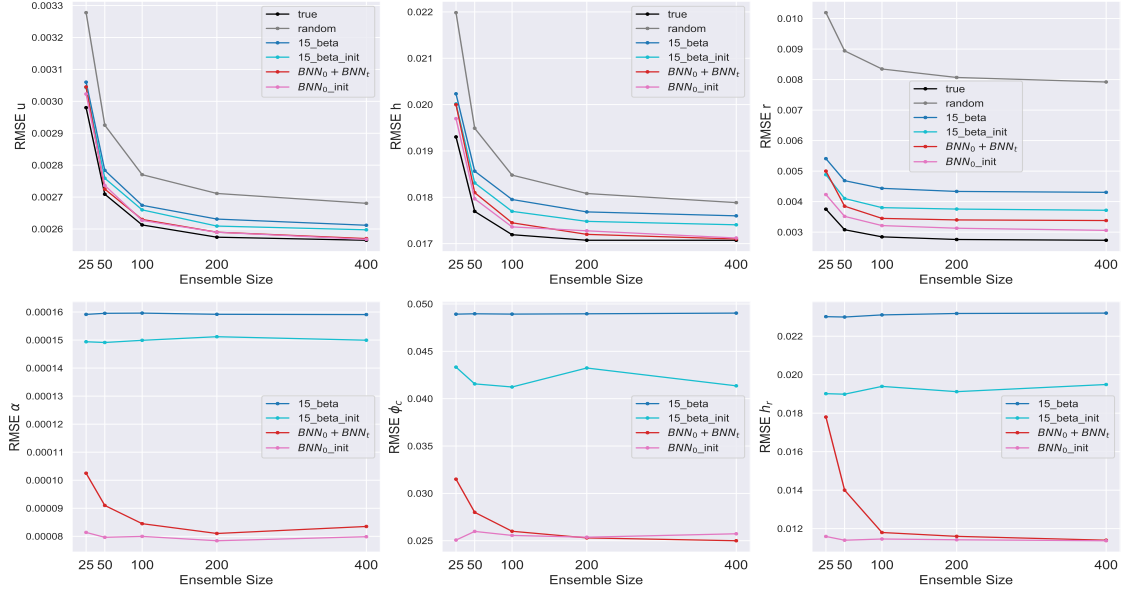 RMSE u
0.0033
0.0032
0.0031
0.0030
0.0029
0.0028
0.0027
0.0026
25 50 100 200 400
Ensemble Size
true
random
15_beta
15_beta_init
BNN₀ + BNNₜ
BNN₀_init
RMSE h
0.022
0.021
0.020
0.019
0.018
0.017
25 50 100 200 400
Ensemble Size
true
random
15_beta
15_beta_init
BNN₀ + BNNₜ
BNN₀_init
RMSE r
0.010
0.009
0.008
0.007
0.006
0.005
0.004
0.003
25 50 100 200 400
Ensemble Size
true
random
15_beta
15_beta_init
BNN₀ + BNNₜ
BNN₀_init
RMSE α
0.00016
0.00015
0.00014
0.00013
0.00012
0.00011
0.00010
0.00009
0.00008
25 50 100 200 400
Ensemble Size
15_beta
15_beta_init
BNN₀ + BNNₜ
BNN₀_init
RMSE ϕ_c
0.050
0.045
0.040
0.035
0.030
0.025
25 50 100 200 400
Ensemble Size
15_beta
15_beta_init
BNN₀ + BNNₜ
BNN₀_init
RMSE hᵣ
0.022
0.020
0.018
0.016
0.014
0.012
25 50 100 200 400
Ensemble Size
15_beta
15_beta_init
BNN₀ + BNNₜ
BNN₀_init